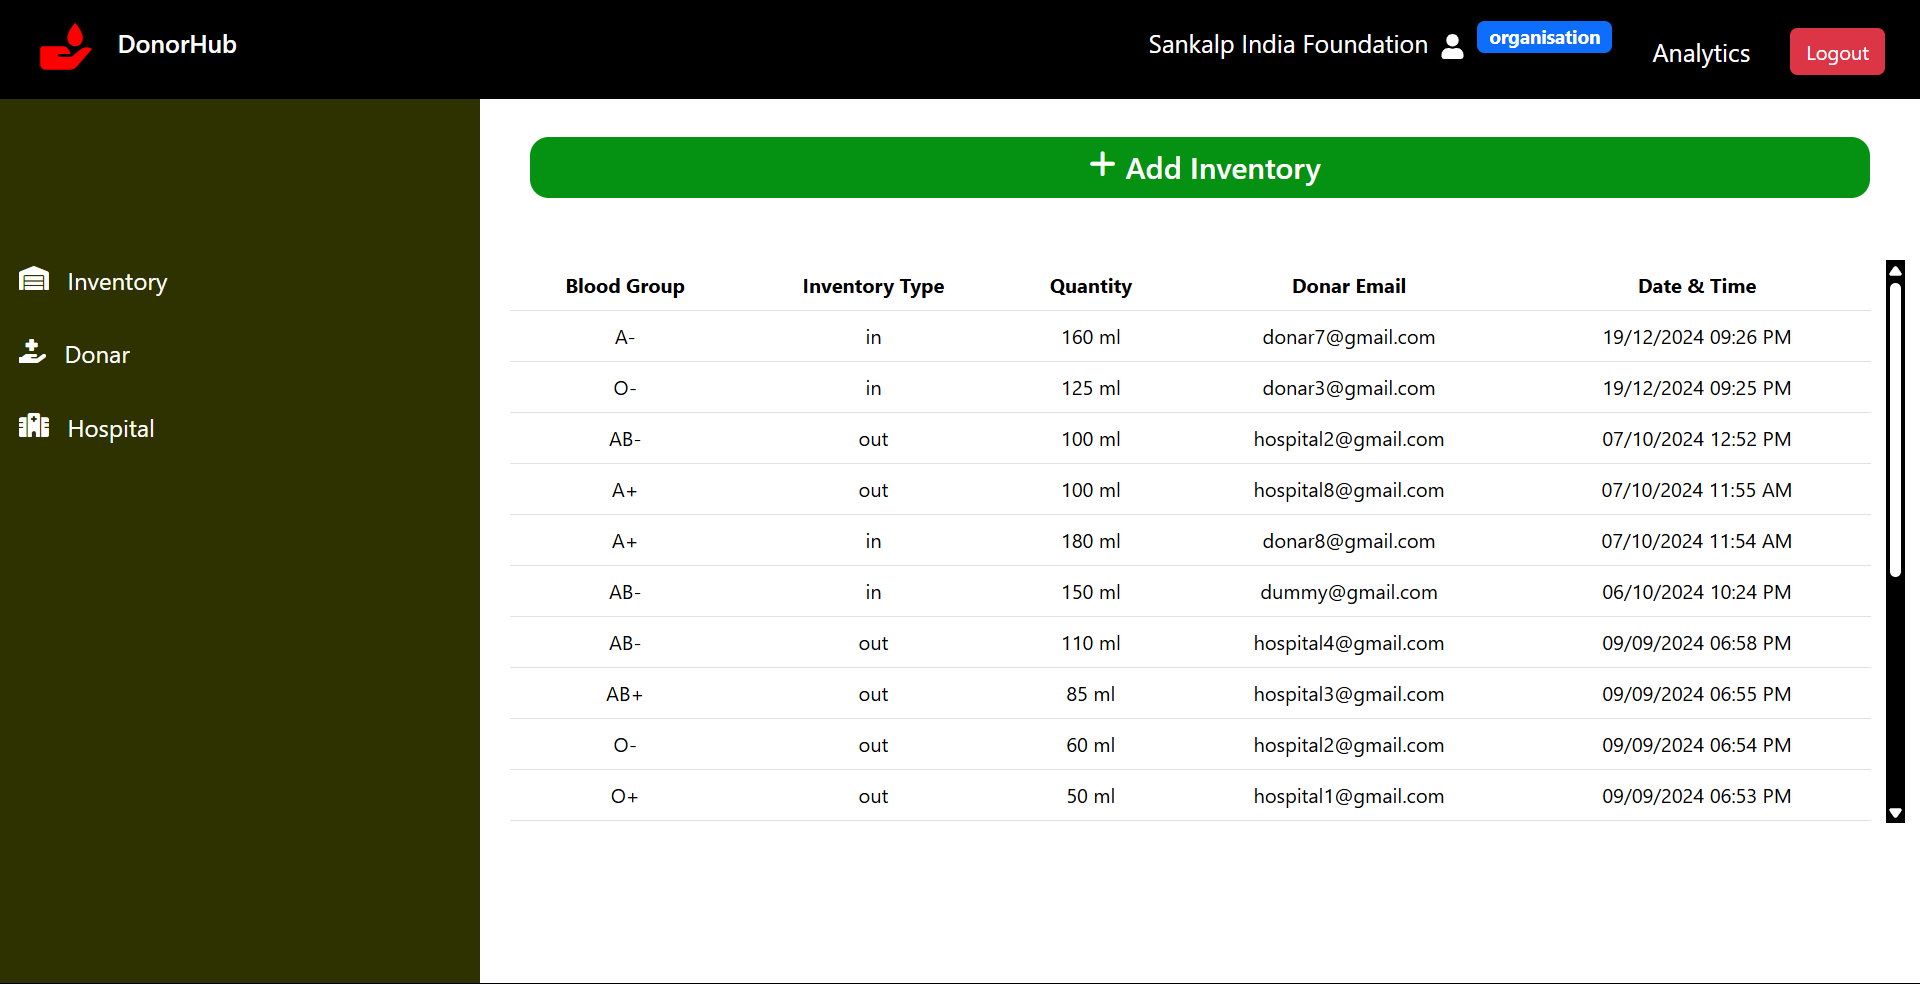 DonorHub
Sankalp India Foundation organisation Analytics Logout
+ Add Inventory
Inventory
Donar
Hospital
Blood Group Inventory Type Quantity Donar Email Date & Time
A- in 160 ml donar7@gmail.com 19/12/2024 09:26 PM
O- in 125 ml donar3@gmail.com 19/12/2024 09:25 PM
AB- out 100 ml hospital2@gmail.com 07/10/2024 12:52 PM
A+ out 100 ml hospital8@gmail.com 07/10/2024 11:55 AM
A+ in 180 ml donar8@gmail.com 07/10/2024 11:54 AM
AB- in 150 ml dummy@gmail.com 06/10/2024 10:24 PM
AB- out 110 ml hospital4@gmail.com 09/09/2024 06:58 PM
AB+ out 85 ml hospital3@gmail.com 09/09/2024 06:55 PM
O- out 60 ml hospital2@gmail.com 09/09/2024 06:54 PM
O+ out 50 ml hospital1@gmail.com 09/09/2024 06:53 PM